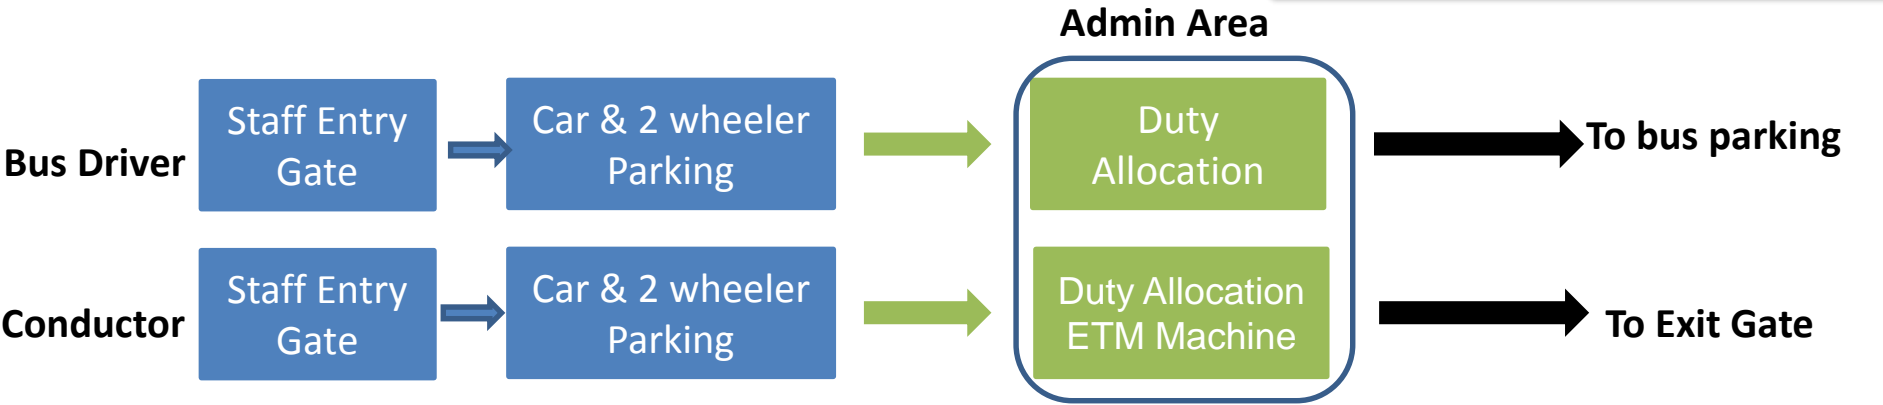 Admin Area
Bus Driver
Staff Entry
Gate
Car & 2 wheeler
Parking
Duty
Allocation
To bus parking
Conductor
Staff Entry
Gate
Car & 2 wheeler
Parking
Duty Allocation
ETM Machine
To Exit Gate